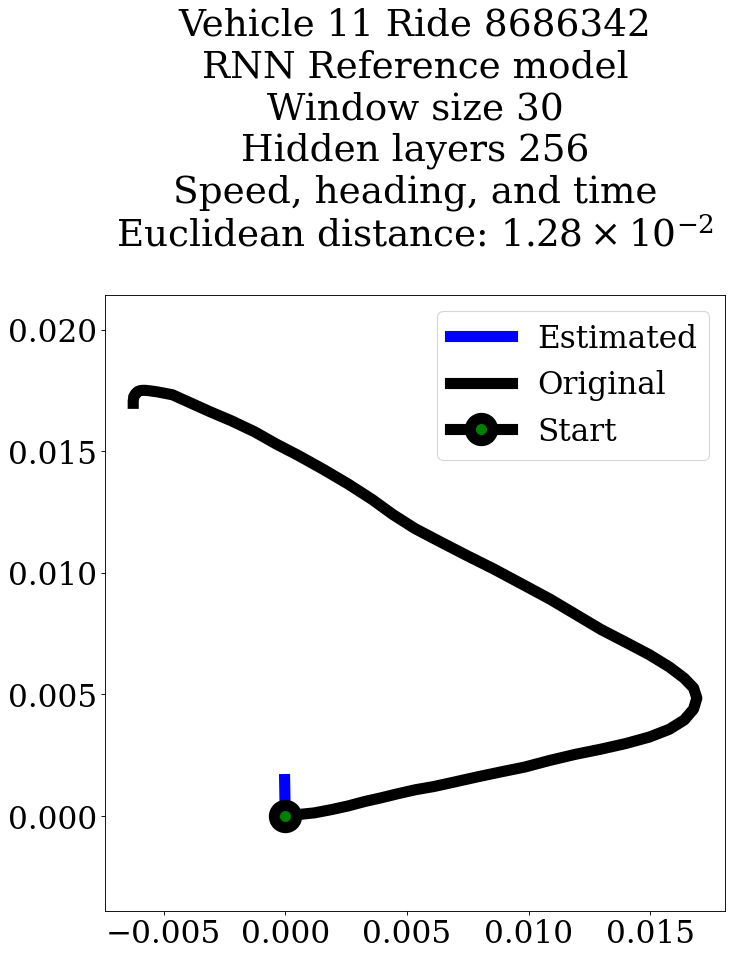 Vehicle 11 Ride 8686342
RNN Reference model
Window size 30
Hidden layers 256
Speed, heading, and time
Euclidean distance: 1.28 × 10⁻²
Estimated
Original
Start
0.020
0.015
0.010
0.005
0.000
−0.005 0.000 0.005 0.010 0.015